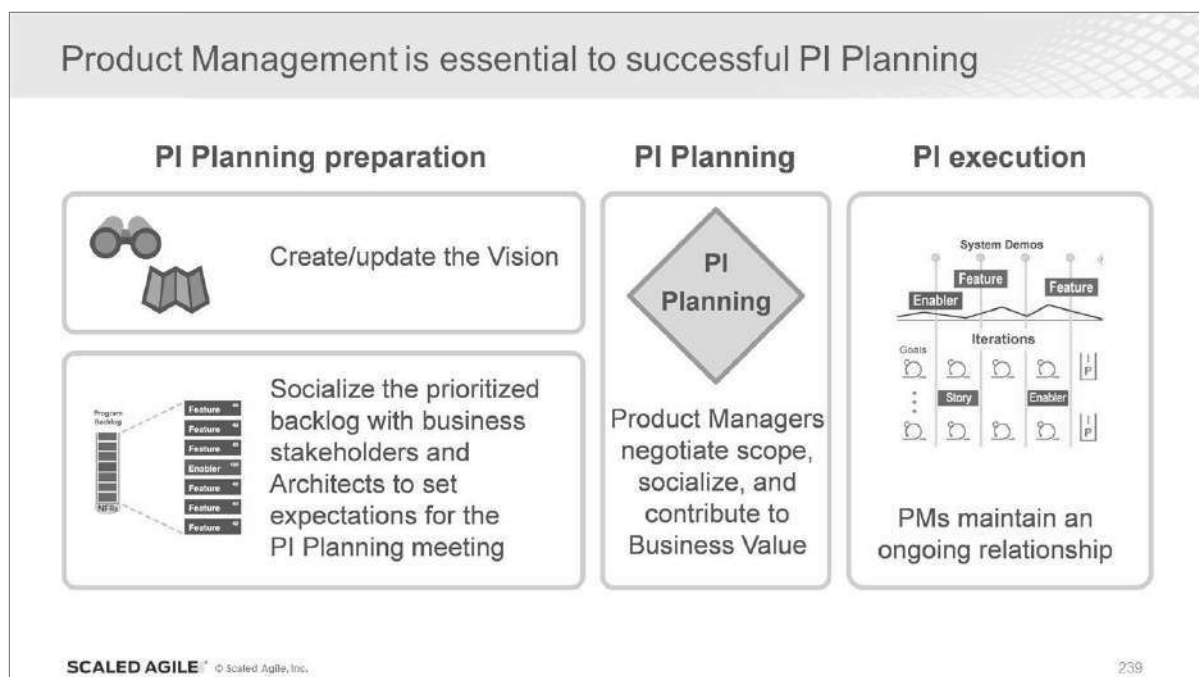 Product Management is essential to successful PI Planning
PI Planning preparation
Create/update the Vision
Program
Backlog
NFRs
Feature
Feature
Feature
Enabler
Feature
Feature
Feature
Socialize the prioritized
backlog with business
stakeholders and
Architects to set
expectations for the
PI Planning meeting
PI Planning
PI
Planning
Product Managers
negotiate scope,
socialize, and
contribute to
Business Value
PI execution
System Demos
Feature
Feature
Enabler
Iterations
Goals
I
P
Story
Enabler
I
P
PMs maintain an
ongoing relationship
SCALED AGILE © Scaled Agile, Inc.
239